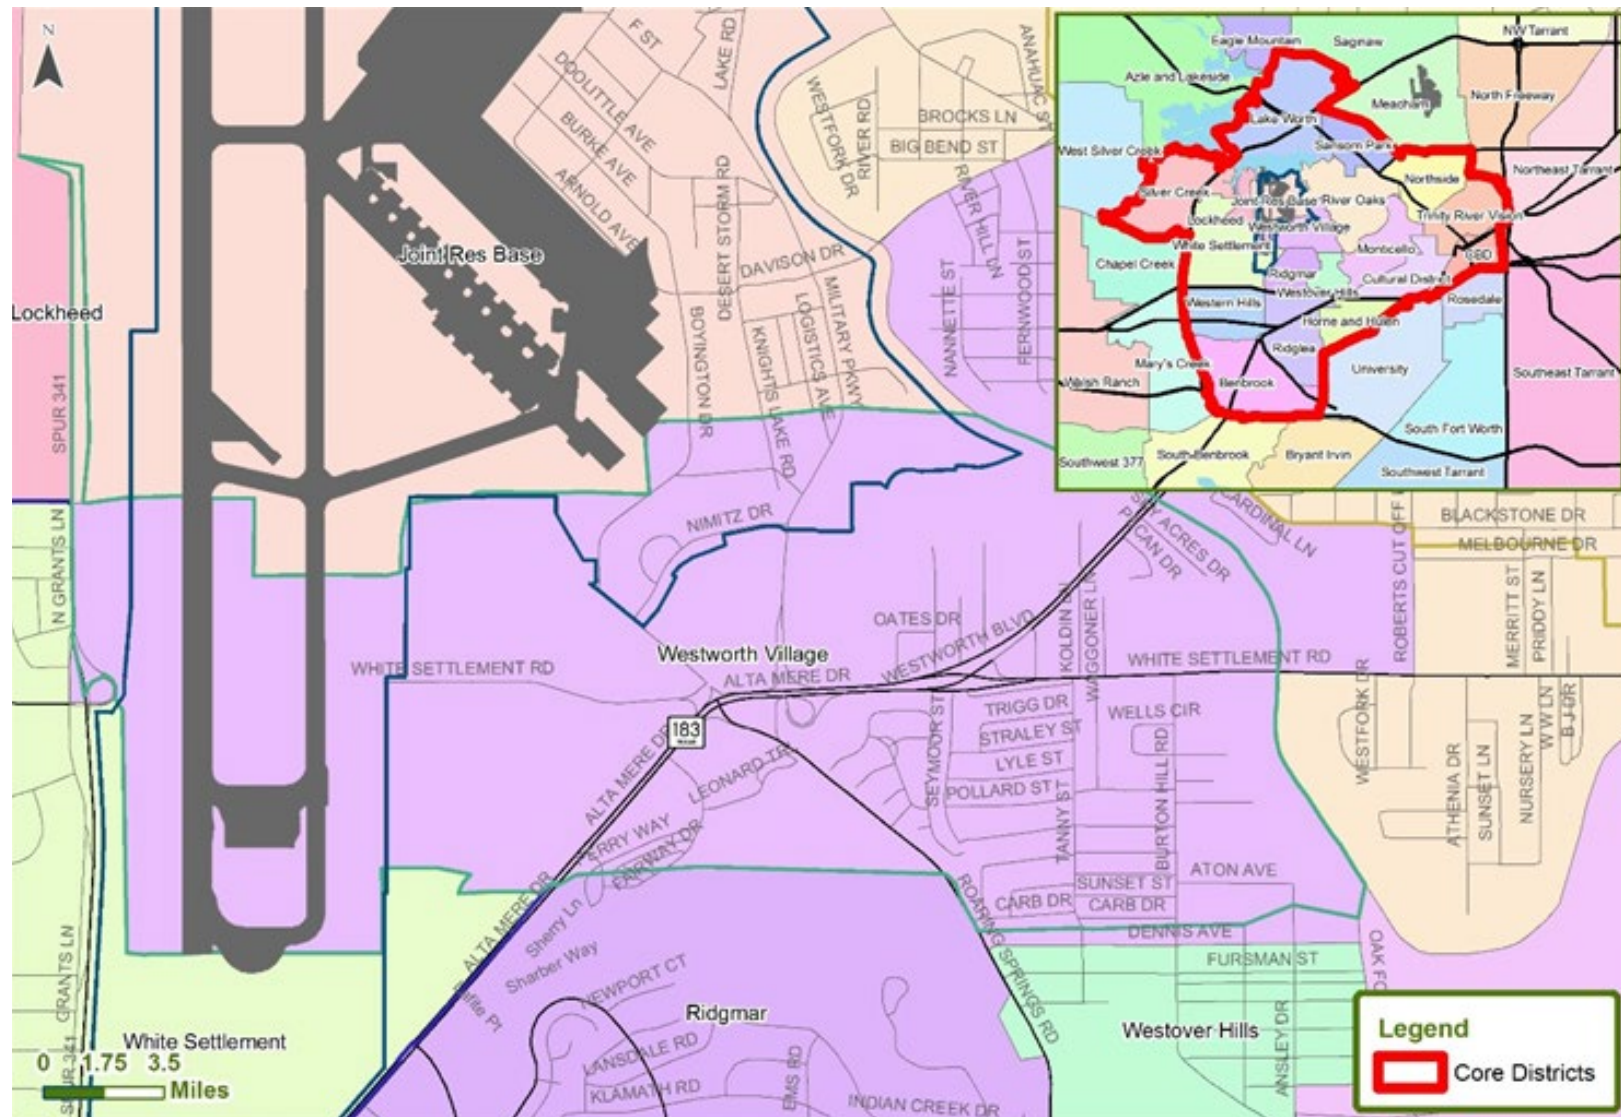 N
F ST
LAKE RD
DOOLITTLE AVE
BURKE AVE
ARNOLD AVE
DESERT STORM RD
DAVISON DR
MILITARY PKWY
LOGISTICS AVE
KNIGHTS LAKE RD
BOYINGTON DR
Joint Res Base
Lockheed
SPUR 341
WESTFORK DR
RIVER RD
BROCKS LN
BIG BEND ST
ANAHUAC ST
RIVER HILL LN
NANNETTE ST
FERNWOOD ST
Eagle Mountain
Saginaw
NW Tarrant
Azle and Lakeside
Meacham
North Freeway
Lake Worth
West Silver Creek
Sansom Park
Northside
Northeast Tarrant
Silver Creek
Joint Res Base
River Oaks
Lockheed
Westworth Village
Trinity River Vision
White Settlement
Monticello
CBD
Chapel Creek
Ridgmar
Cultural District
Westover Hills
Western Hills
Rosedale
Horne and Hulen
Ridglea
Mary's Creek
University
Walsh Ranch
Benbrook
Southeast Tarrant
South Fort Worth
Southwest 377
South Benbrook
Bryant Irvin
Southwest Tarrant
N GRANTS LN
NIMITZ DR
CARDINAL LN
PECAN DR
ROBERTS CUT OFF
BLACKSTONE DR
MELBOURNE DR
MERRITT ST
PRIDDY LN
OATES DR
KOLDIN LN
WAGGONER LN
WESTWORTH BLVD
WHITE SETTLEMENT RD
Westworth Village
WHITE SETTLEMENT RD
ALTA MERE DR
183
ALTA MERE DR
LEONARD TRL
SEYMOUR ST
TRIGG DR
STRALEY ST
LYLE ST
POLLARD ST
WELLS CIR
TANNY ST
BURTON HILL RD
WESTFORK DR
ATHENIA DR
SUNSET LN
NURSERY LN
W W LN
B J DR
FAIRWAY DR
ALTA MERE DR
Sherry Ln
Sharber Way
NEWPORT CT
ROARING SPRINGS RD
SUNSET ST
CARB DR
CARB DR
ATON AVE
DENNIS AVE
FURSMAN ST
ANSLEY DR
GRANTS LN
White Settlement
Ridgmar
Westover Hills
LANSDALE RD
KLAMATH RD
EMS RD
INDIAN CREEK DR
0 1.75 3.5
Miles
Legend
Core Districts